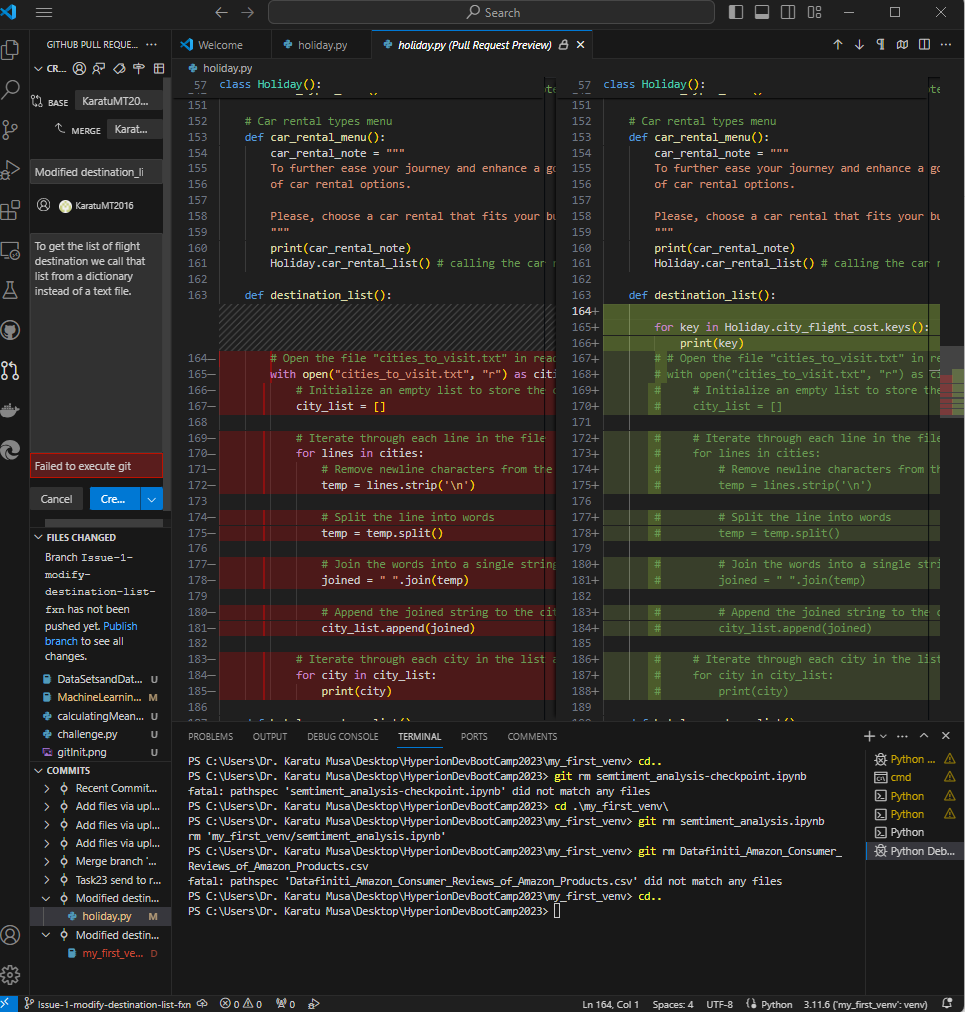 Search
GITHUB PULL REQUE... ···
Welcome
holiday.py
holiday.py (Pull Request Preview)
CR...
holiday.py
BASE KaratuMT20...
MERGE Karat...
Modified destination_li
KaratuMT2016
To get the list of flight
destination we call that
list from a dictionary
instead of a text file.
Failed to execute git
Cancel Cre...
FILES CHANGED
Branch Issue-1-
modify-
destination-list-
fxn has not been
pushed yet. Publish
branch to see all
changes.
DataSetsandDat... U
MachineLearnin... M
calculatingMean... U
challenge.py U
gitInit.png U
COMMITS
Recent Commit...
Add files via uplo...
Add files via uplo...
Add files via uplo...
Merge branch '...
Task23 send to r...
Modified destin...
holiday.py M
Modified destin...
my_first_ve... D
57 class Holiday():
151
152 # Car rental types menu
153 def car_rental_menu():
154 car_rental_note = """
155 To further ease your journey and enhance a go
156 of car rental options.
157
158 Please, choose a car rental that fits your bu
159 """
160 print(car_rental_note)
161 Holiday.car_rental_list() # calling the car r
162
163 def destination_list():
164— # Open the file "cities_to_visit.txt" in read
165— with open("cities_to_visit.txt", "r") as citi
166— # Initialize an empty list to store the c
167— city_list = []
168
169— # Iterate through each line in the file
170— for lines in cities:
171— # Remove newline characters from the
172— temp = lines.strip('\n')
173
174— # Split the line into words
175— temp = temp.split()
176
177— # Join the words into a single string
178— joined = " ".join(temp)
179
180— # Append the joined string to the cit
181— city_list.append(joined)
182
183— # Iterate through each city in the list a
184— for city in city_list:
185— print(city)
186
57 class Holiday():
151
152 # Car rental types menu
153 def car_rental_menu():
154 car_rental_note = """
155 To further ease your journey and enhance a go
156 of car rental options.
157
158 Please, choose a car rental that fits your bu
159 """
160 print(car_rental_note)
161 Holiday.car_rental_list() # calling the car r
162
163 def destination_list():
164+
165+ for key in Holiday.city_flight_cost.keys():
166+ print(key)
167+ # # Open the file "cities_to_visit.txt" in re
168+ # with open("cities_to_visit.txt", "r") as ci
169+ # # Initialize an empty list to store the
170+ # city_list = []
171
172+ # # Iterate through each line in the file
173+ # for lines in cities:
174+ # # Remove newline characters from th
175+ # temp = lines.strip('\n')
176
177+ # # Split the line into words
178+ # temp = temp.split()
179
180+ # # Join the words into a single stri
181+ # joined = " ".join(temp)
182
183+ # # Append the joined string to the c
184+ # city_list.append(joined)
185
186+ # # Iterate through each city in the list
187+ # for city in city_list:
188+ # print(city)
189
PROBLEMS OUTPUT DEBUG CONSOLE TERMINAL PORTS COMMENTS
PS C:\Users\Dr. Karatu Musa\Desktop\HyperionDevBootCamp2023\my_first_venv> cd..
PS C:\Users\Dr. Karatu Musa\Desktop\HyperionDevBootCamp2023> git rm semtiment_analysis-checkpoint.ipynb
fatal: pathspec 'semtiment_analysis-checkpoint.ipynb' did not match any files
PS C:\Users\Dr. Karatu Musa\Desktop\HyperionDevBootCamp2023> cd .\my_first_venv\
PS C:\Users\Dr. Karatu Musa\Desktop\HyperionDevBootCamp2023\my_first_venv> git rm semtiment_analysis.ipynb
rm 'my_first_venv/semtiment_analysis.ipynb'
PS C:\Users\Dr. Karatu Musa\Desktop\HyperionDevBootCamp2023\my_first_venv> git rm Datafiniti_Amazon_Consumer_
Reviews_of_Amazon_Products.csv
fatal: pathspec 'Datafiniti_Amazon_Consumer_Reviews_of_Amazon_Products.csv' did not match any files
PS C:\Users\Dr. Karatu Musa\Desktop\HyperionDevBootCamp2023\my_first_venv> cd..
PS C:\Users\Dr. Karatu Musa\Desktop\HyperionDevBootCamp2023>
Python ...
cmd
Python
Python
Python
Python Deb...
Issue-1-modify-destination-list-fxn 0 0 0 Ln 164, Col 1 Spaces: 4 UTF-8 Python 3.11.6 ('my_first_venv': venv)